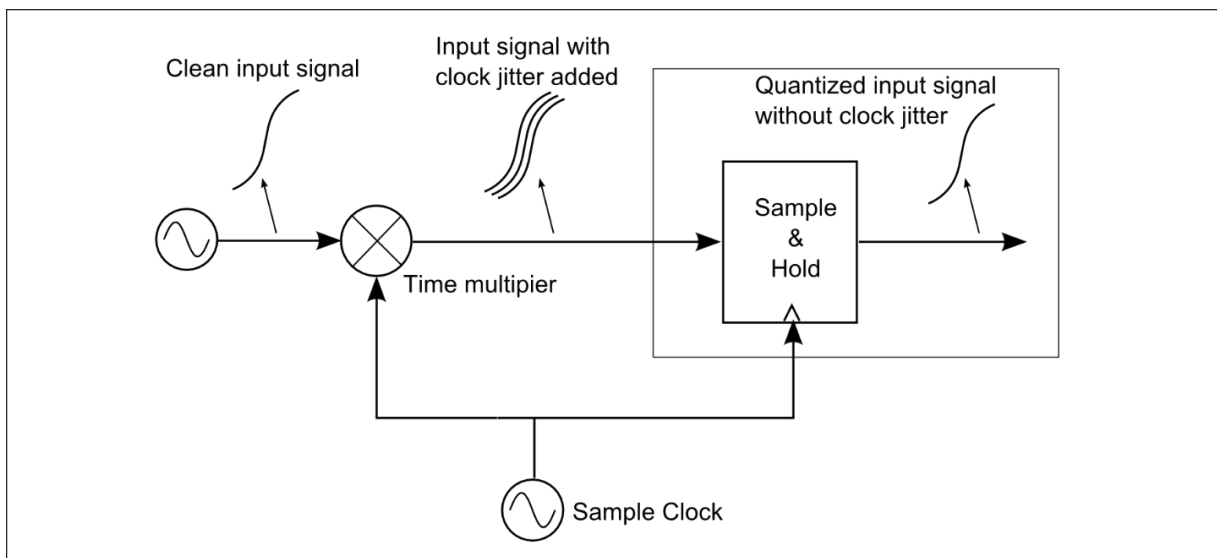 Clean input signal
Input signal with
clock jitter added
Quantized input signal
without clock jitter
Sample
&
Hold
Time multipier
Sample Clock